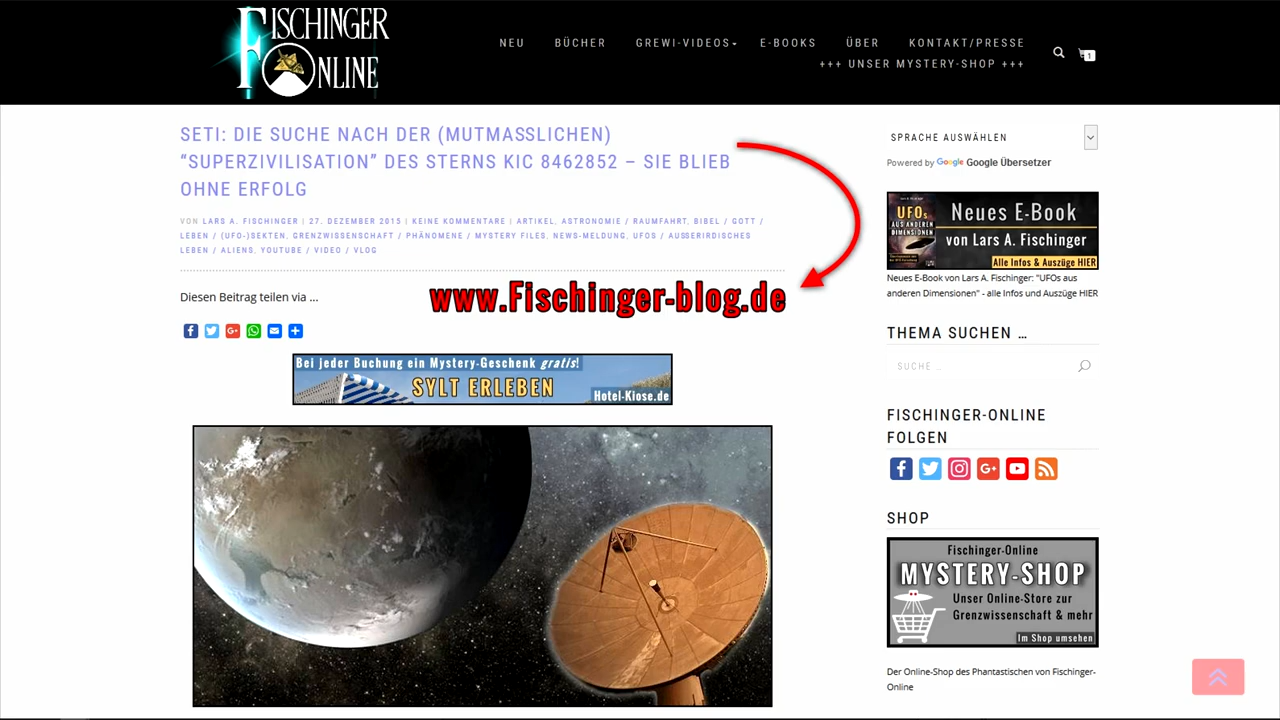 FISCHINGER
ONLINE
NEU BÜCHER GREWI-VIDEOS E-BOOKS ÜBER KONTAKT/PRESSE
+++ UNSER MYSTERY-SHOP +++
1
SETI: DIE SUCHE NACH DER (MUTMASSLICHEN)
“SUPERZIVILISATION” DES STERNS KIC 8462852 – SIE BLIEB
OHNE ERFOLG
VON LARS A. FISCHINGER | 27. DEZEMBER 2015 | KEINE KOMMENTARE | ARTIKEL, ASTRONOMIE / RAUMFAHRT, BIBEL / GOTT /
LEBEN / (UFO-)SEKTEN, GRENZWISSENSCHAFT / PHÄNOMENE / MYSTERY FILES, NEWS-MELDUNG, UFOS / AUSSERIRDISCHES
LEBEN / ALIENS, YOUTUBE / VIDEO / VLOG
Diesen Beitrag teilen via ...
www.Fischinger-blog.de
Bei jeder Buchung ein Mystery-Geschenk gratis!
SYLT ERLEBEN
Hotel-Kiose.de
SPRACHE AUSWÄHLEN
Powered by Google Google Übersetzer
UFOs
AUS ANDEREN
DIMENSIONEN
Neues E-Book
von Lars A. Fischinger
Alle Infos & Auszüge HIER
Neues E-Book von Lars A. Fischinger: "UFOs aus
anderen Dimensionen" - alle Infos und Auszüge HIER
THEMA SUCHEN ...
SUCHE ...
FISCHINGER-ONLINE
FOLGEN
SHOP
Fischinger-Online
MYSTERY-SHOP
Unser Online-Store zur
Grenzwissenschaft & mehr
Im Shop umsehen
Der Online-Shop des Phantastischen von Fischinger-
Online